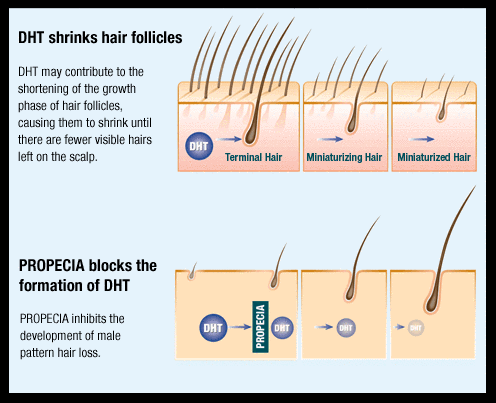 DHT shrinks hair follicles
DHT may contribute to the
shortening of the growth
phase of hair follicles,
causing them to shrink until
there are fewer visible hairs
left on the scalp.
DHT
Terminal Hair
Miniaturizing Hair
Miniaturized Hair
PROPECIA blocks the
formation of DHT
PROPECIA inhibits the
development of male
pattern hair loss.
DHT
PROPECIA
DHT
DHT
DHT